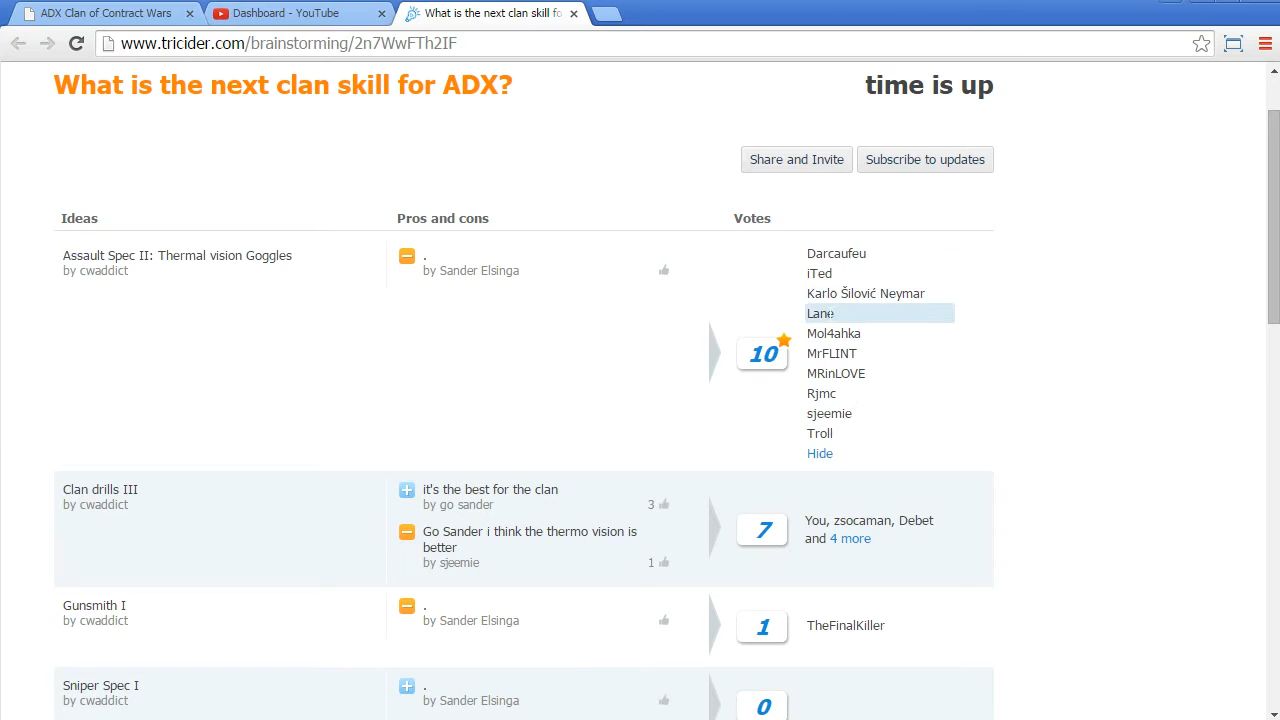 ADX Clan of Contract Wars
Dashboard - YouTube
What is the next clan skill fo
www.tricider.com/brainstorming/2n7WwFTh2IF
What is the next clan skill for ADX?
time is up
Share and Invite
Subscribe to updates
Ideas
Pros and cons
Votes
Assault Spec II: Thermal vision Goggles
by cwaddict
.
by Sander Elsinga
10
Darcaufeu
iTed
Karlo Šilović Neymar
Lane
Mol4ahka
MrFLINT
MRinLOVE
Rjmc
sjeemie
Troll
Hide
Clan drills III
by cwaddict
it's the best for the clan
by go sander
3
Go Sander i think the thermo vision is
better
by sjeemie
1
7
You, zsocaman, Debet
and 4 more
Gunsmith I
by cwaddict
.
by Sander Elsinga
1
TheFinalKiller
Sniper Spec I
by cwaddict
.
by Sander Elsinga
0